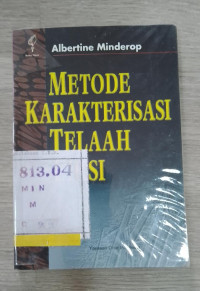 Albertine Minderop
METODE
KARAKTERISASI
TELAAH
SI
813.04
MIN
M